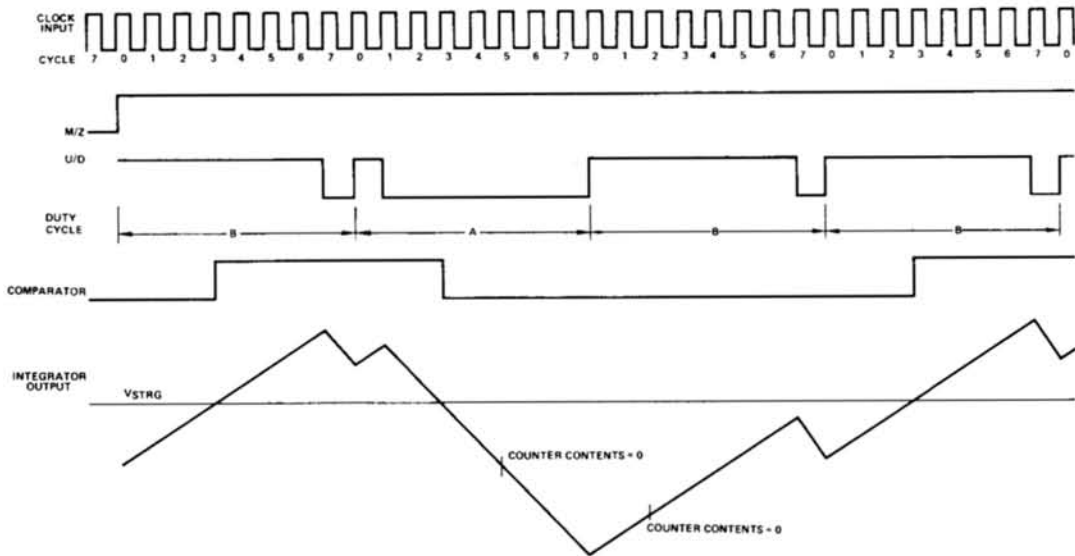 CLOCK
INPUT
CYCLE 7 0 1 2 3 4 5 6 7 0 1 2 3 4 5 6 7 0 1 2 3 4 5 6 7 0 1 2 3 4 5 6 7 0
M/Z
U/D
DUTY
CYCLE
B A B B
COMPARATOR
INTEGRATOR
OUTPUT
VSTRG
COUNTER CONTENTS = 0
COUNTER CONTENTS = 0